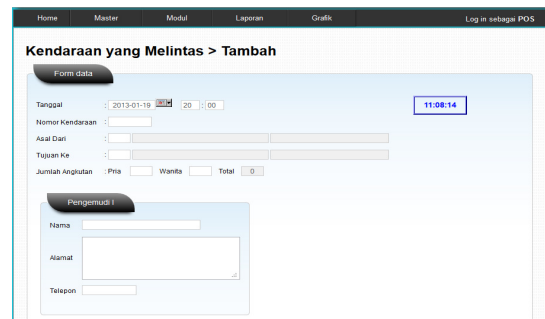 Home Master Modul Laporan Grafik Log in sebagai POS
Kendaraan yang Melintas > Tambah
Form data
Tanggal : 2013-01-19 20 : 00 11:08:14
Nomor Kendaraan :
Asal Dari :
Tujuan Ke :
Jumlah Angkutan : Pria Wanita Total 0
Pengemudi I
Nama
Alamat
Telepon